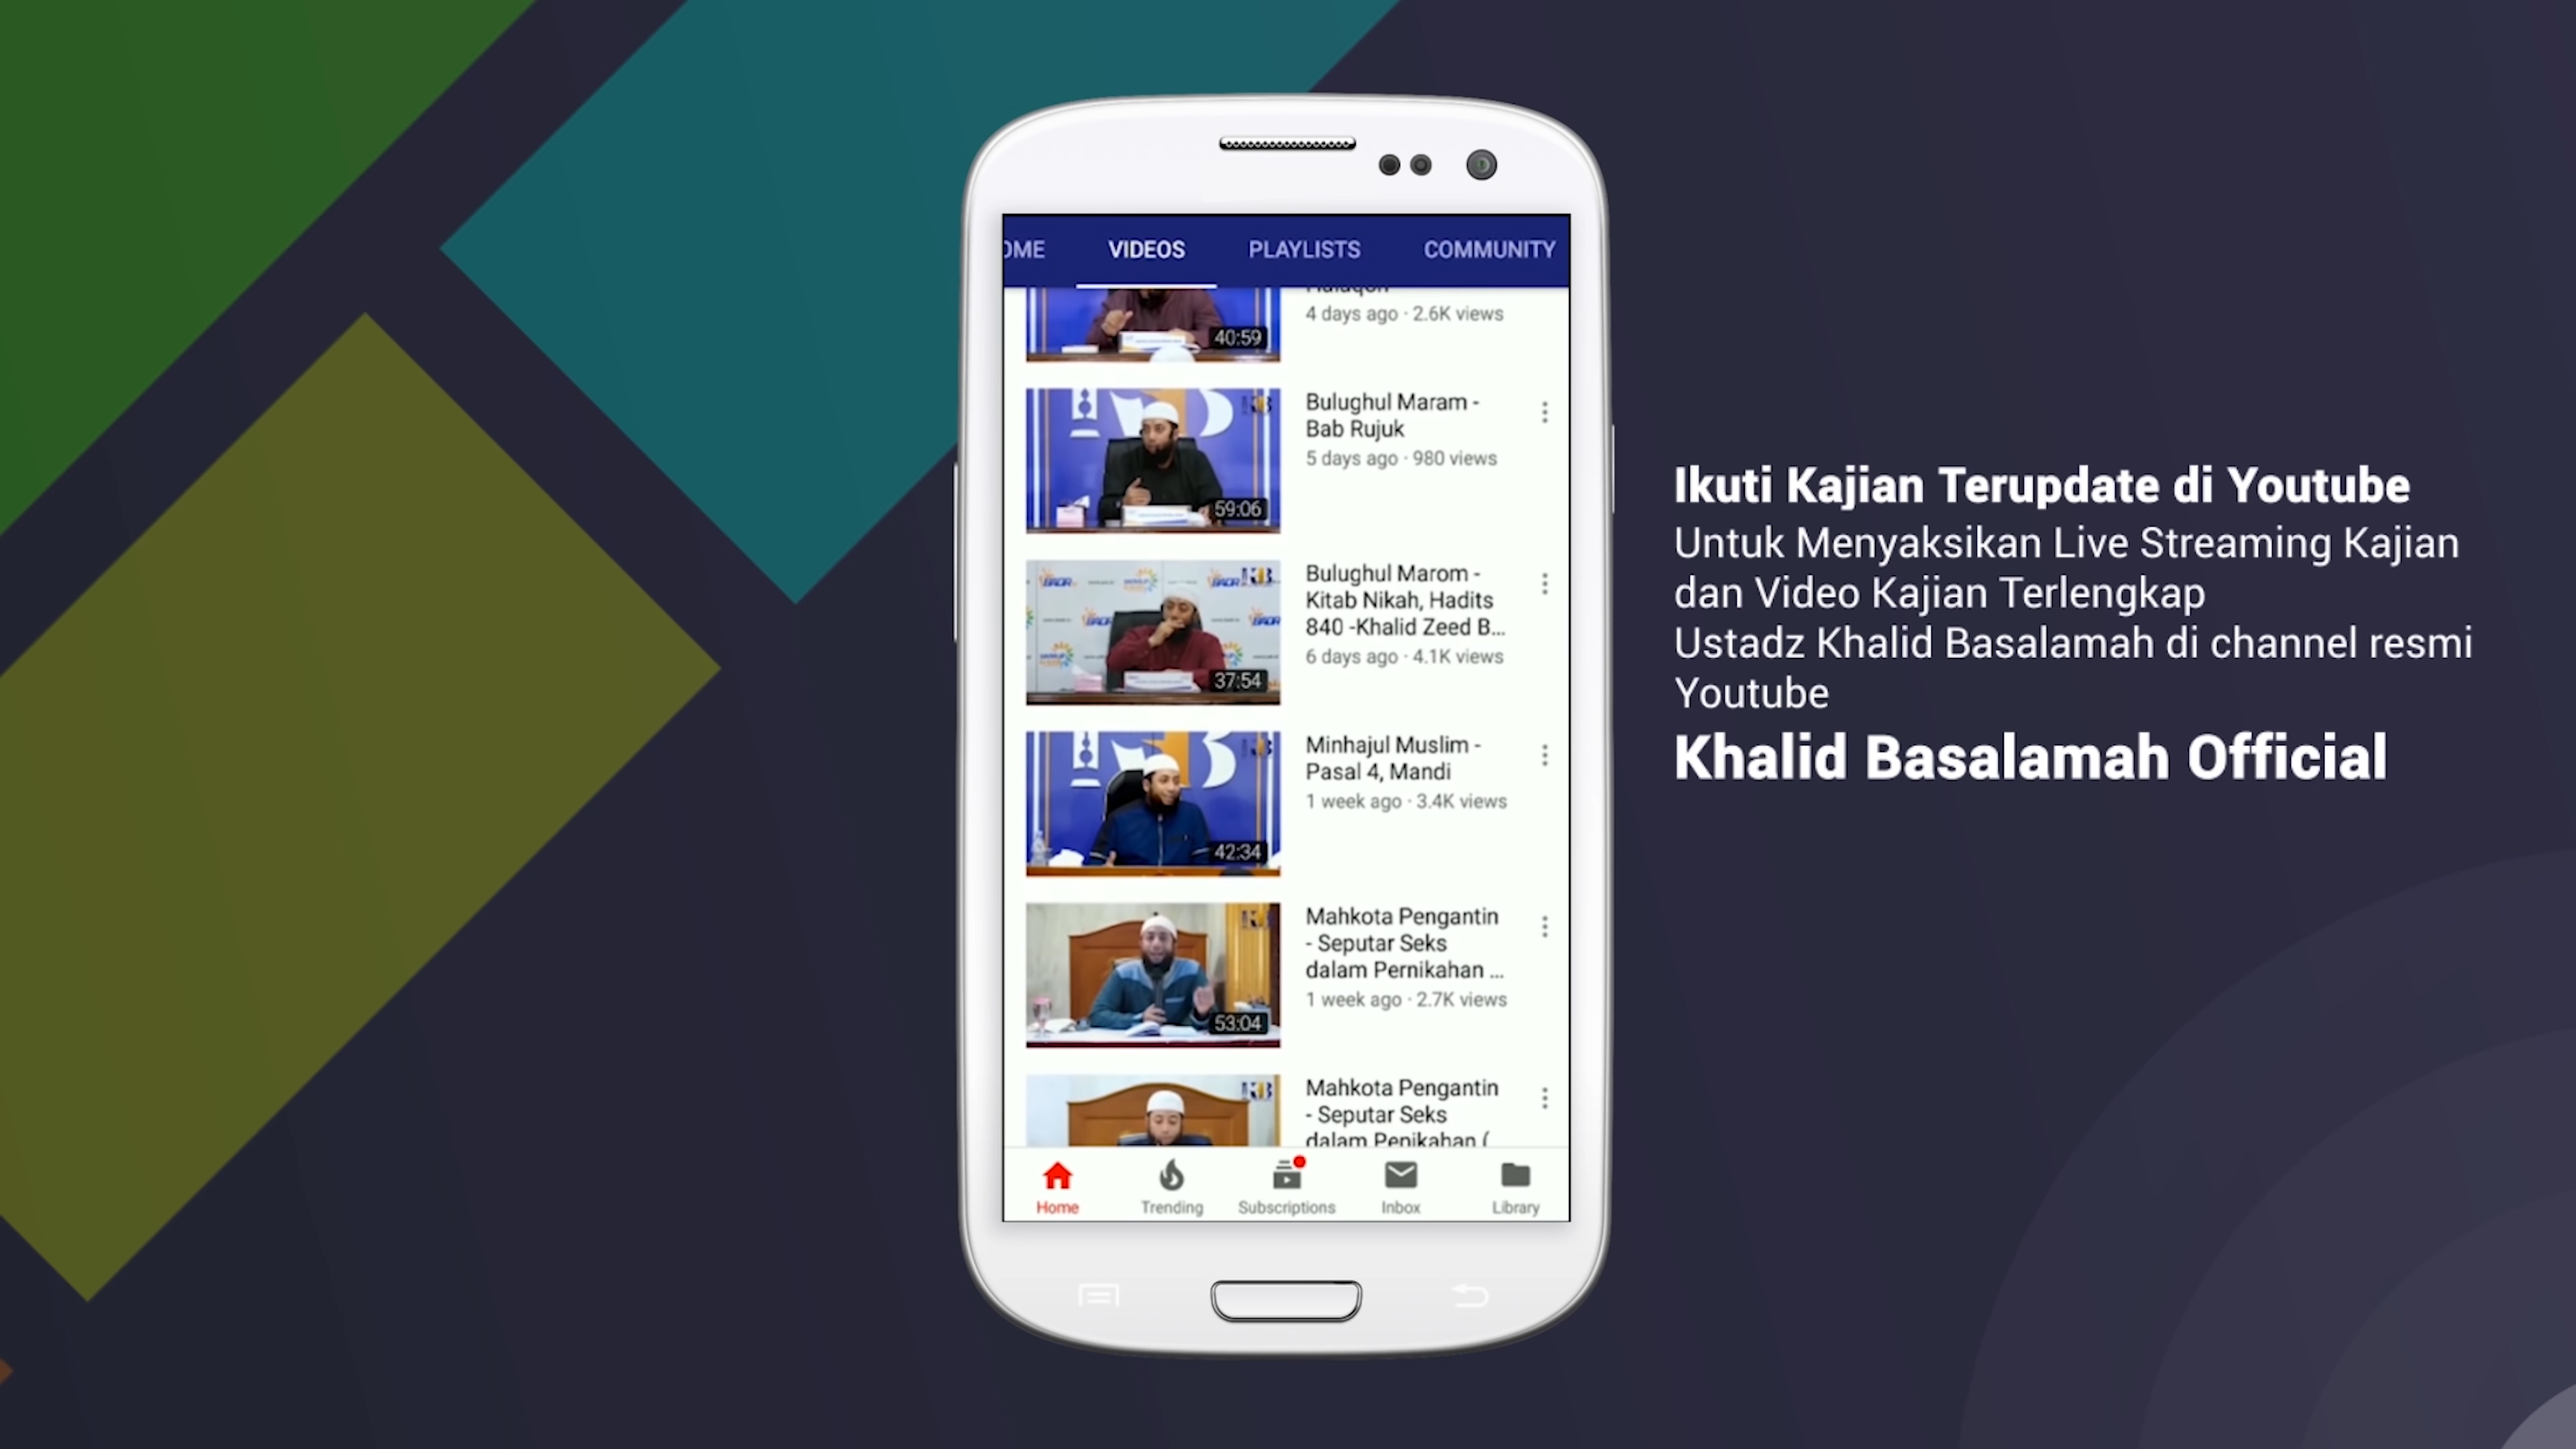 OME VIDEOS PLAYLISTS COMMUNITY
4 days ago · 2.6K views
40:59
Bulughul Maram -
Bab Rujuk
5 days ago · 980 views
59:06
Bulughul Marom -
Kitab Nikah, Hadits
840 -Khalid Zeed B...
6 days ago · 4.1K views
37:54
Minhajul Muslim -
Pasal 4, Mandi
1 week ago · 3.4K views
42:34
Mahkota Pengantin
- Seputar Seks
dalam Pernikahan ...
1 week ago · 2.7K views
53:04
Mahkota Pengantin
- Seputar Seks
dalam Penikahan (
Home Trending Subscriptions Inbox Library
Ikuti Kajian Terupdate di Youtube
Untuk Menyaksikan Live Streaming Kajian
dan Video Kajian Terlengkap
Ustadz Khalid Basalamah di channel resmi
Youtube
Khalid Basalamah Official